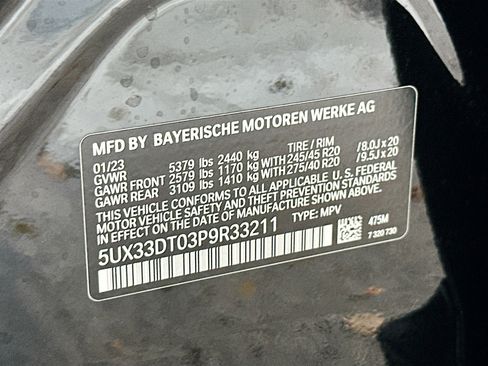 MFD BY BAYERISCHE MOTOREN WERKE AG
01/23 TIRE / RIM
GVWR 5379 lbs 2440 kg
GAWR FRONT 2579 lbs 1170 kg WITH 245/45 R20 / 8.0J x 20
GAWR REAR 3109 lbs 1410 kg WITH 275/40 R20 / 9.5J x 20
THIS VEHICLE CONFORMS TO ALL APPLICABLE U.S. FEDERAL
MOTOR VEHICLE SAFETY AND THEFT PREVENTION STANDARDS
IN EFFECT ON THE DATE OF MANUFACTURE SHOWN ABOVE.
5UX33DT03P9R33211 TYPE: MPV
475M
7 320 730